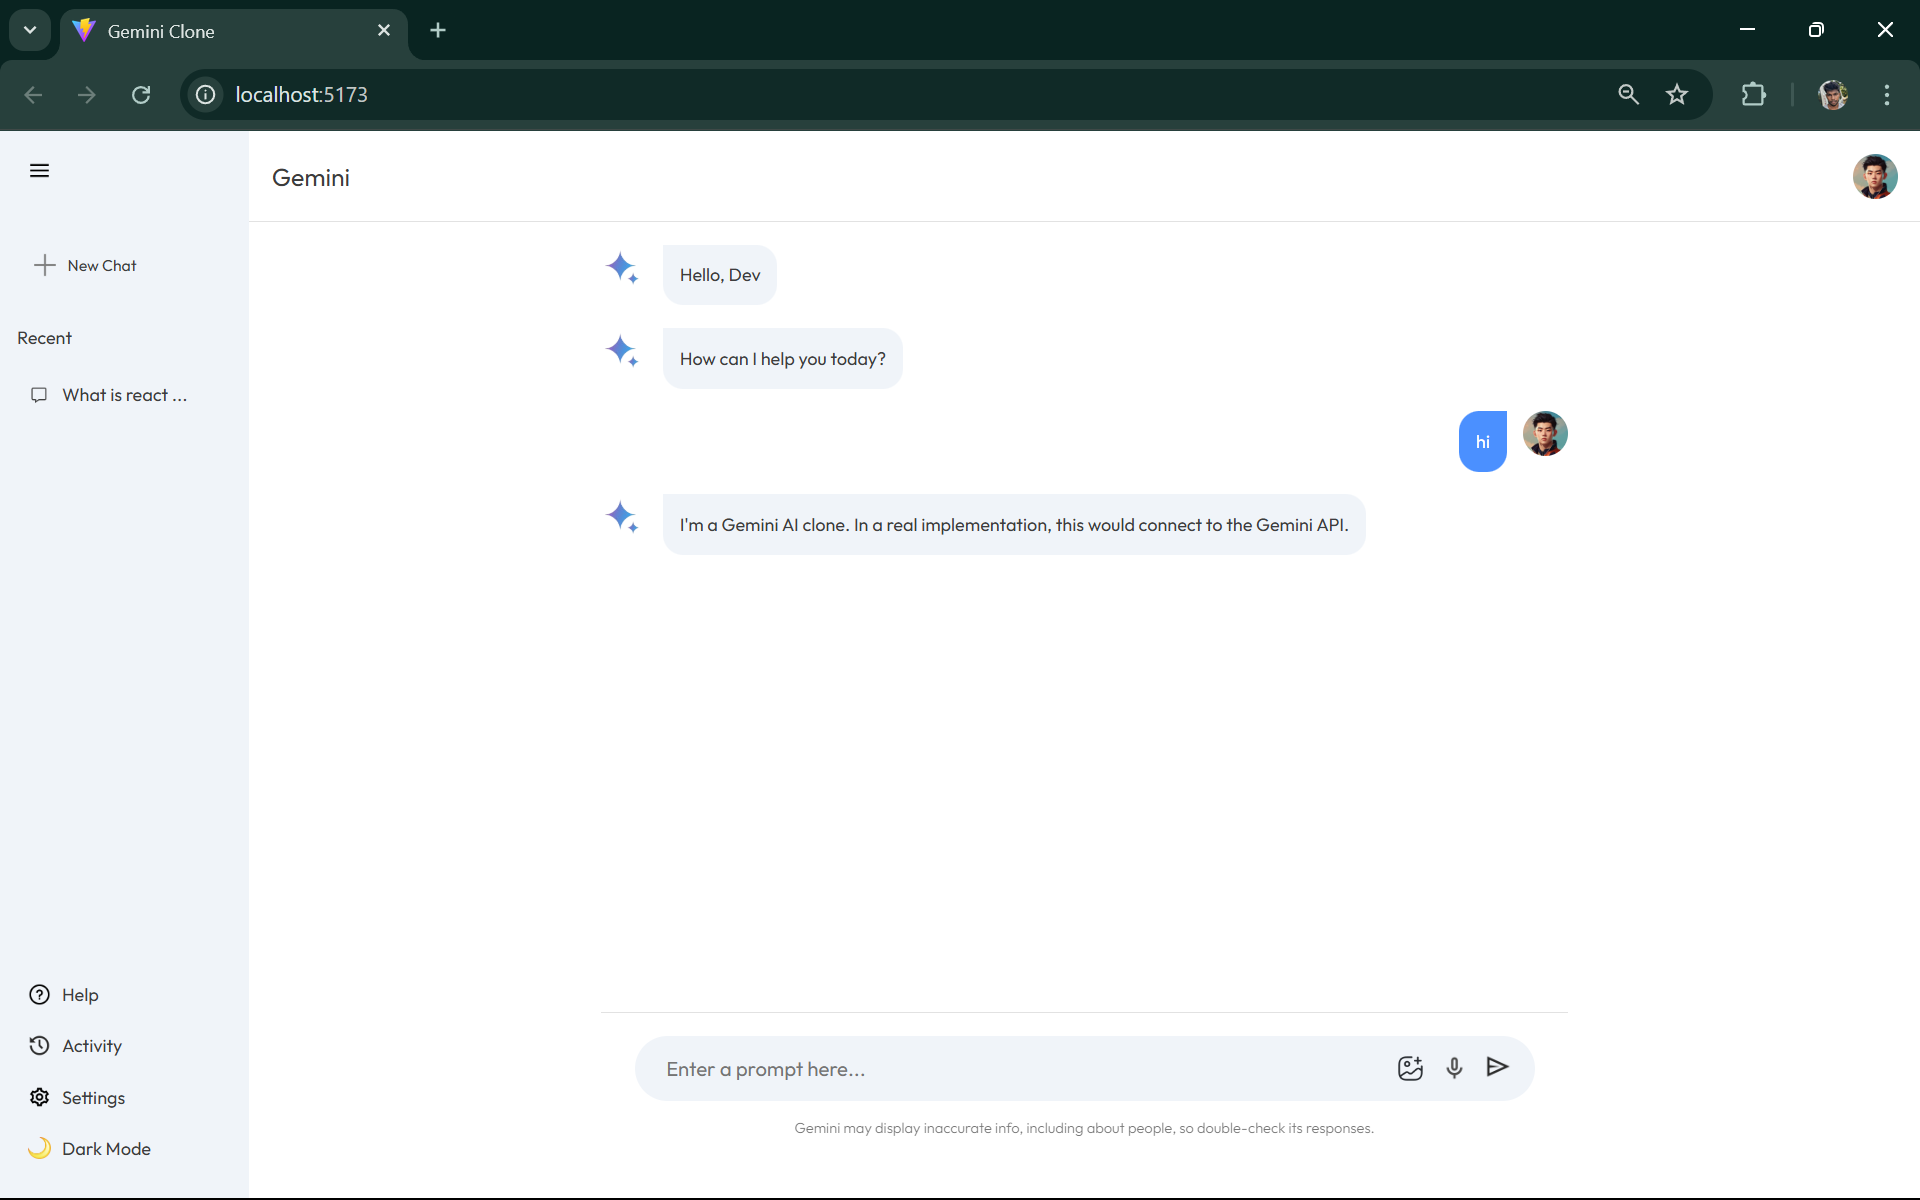 Gemini Clone
localhost:5173
Gemini
New Chat
Recent
What is react ...
Hello, Dev
How can I help you today?
hi
I'm a Gemini AI clone. In a real implementation, this would connect to the Gemini API.
Help
Activity
Settings
Dark Mode
Enter a prompt here...
Gemini may display inaccurate info, including about people, so double-check its responses.